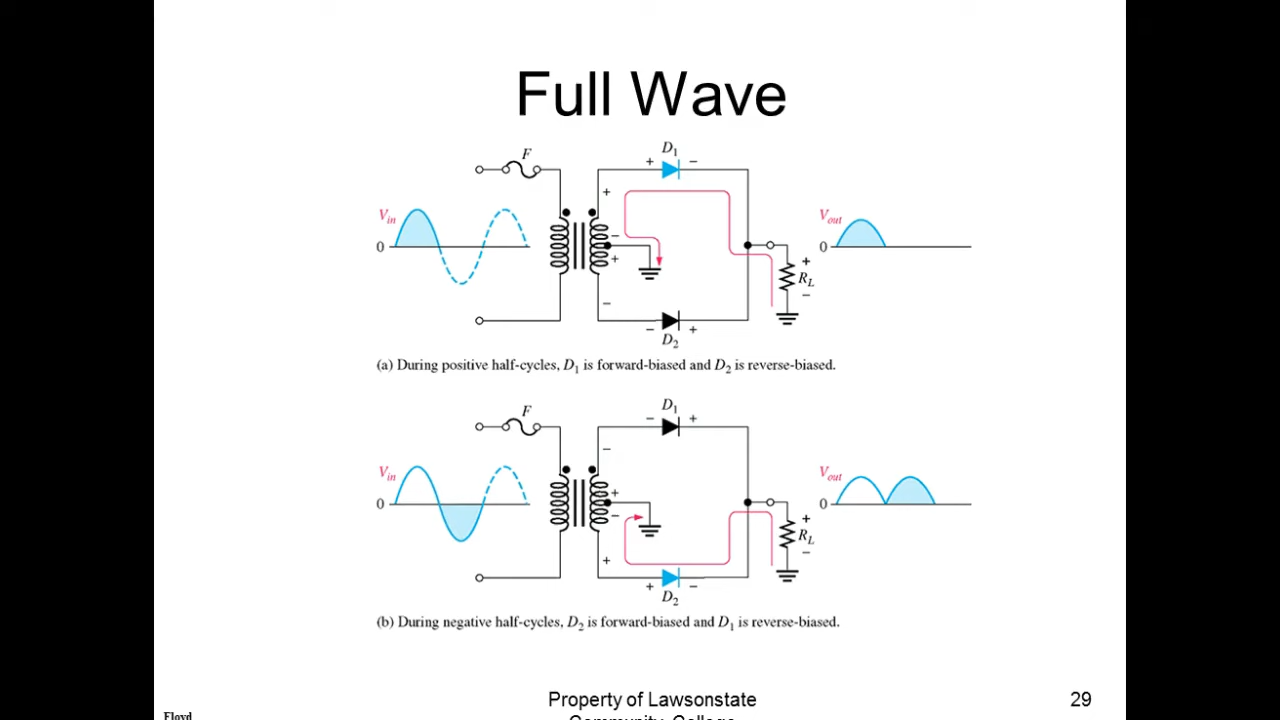 Full Wave
F
D1
+ −
Vin
0
+
−
+
−
Vout
0
+
RL
−
− +
D2
(a) During positive half-cycles, D1 is forward-biased and D2 is reverse-biased.
F
D1
− +
Vin
0
−
+
−
+
Vout
0
+
RL
−
+ −
D2
(b) During negative half-cycles, D2 is forward-biased and D1 is reverse-biased.
Property of Lawsonstate
Community College
29
Floyd